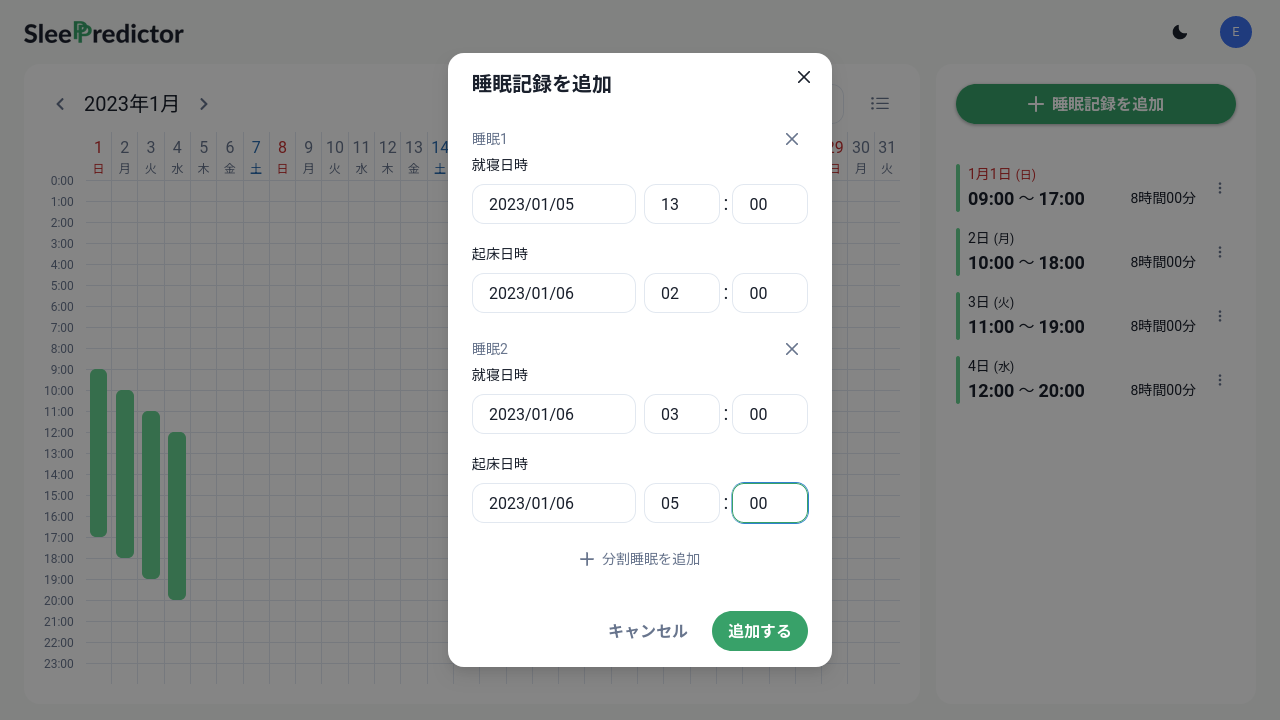 SleePredictor
E
2023年1月
1 2 3 4 5 6 7 8 9 10 11 12 13 14 29 30 31
日 月 火 水 木 金 土 日 月 火 水 木 金 土 日 月 火
0:00
1:00
2:00
3:00
4:00
5:00
6:00
7:00
8:00
9:00
10:00
11:00
12:00
13:00
14:00
15:00
16:00
17:00
18:00
19:00
20:00
21:00
22:00
23:00
睡眠記録を追加
睡眠1
就寝日時
2023/01/05 13 : 00
起床日時
2023/01/06 02 : 00
睡眠2
就寝日時
2023/01/06 03 : 00
起床日時
2023/01/06 05 : 00
分割睡眠を追加
キャンセル 追加する
睡眠記録を追加
1月1日 (日)
09:00 〜 17:00 8時間00分
2日 (月)
10:00 〜 18:00 8時間00分
3日 (火)
11:00 〜 19:00 8時間00分
4日 (水)
12:00 〜 20:00 8時間00分